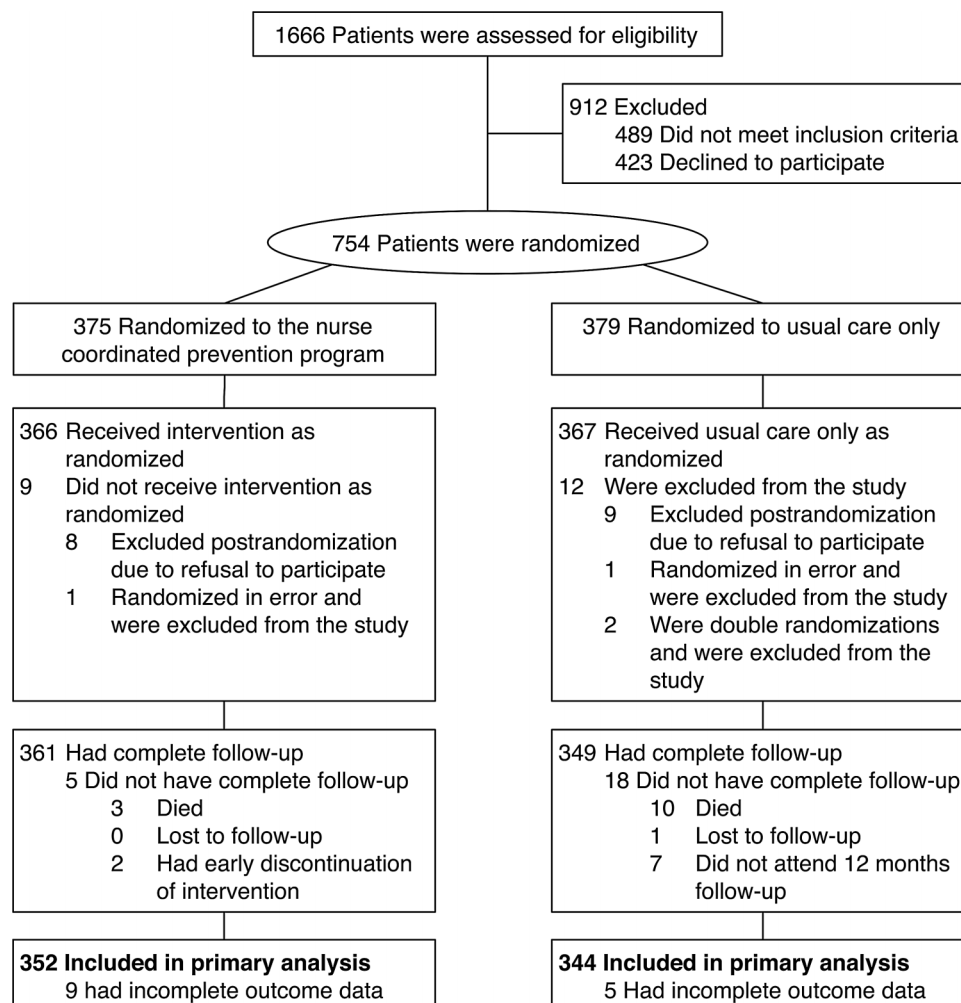 1666 Patients were assessed for eligibility
912 Excluded
489 Did not meet inclusion criteria
423 Declined to participate
754 Patients were randomized
375 Randomized to the nurse
coordinated prevention program
379 Randomized to usual care only
366 Received intervention as
randomized
9 Did not receive intervention as
randomized
8 Excluded postrandomization
due to refusal to participate
1 Randomized in error and
were excluded from the study
367 Received usual care only as
randomized
12 Were excluded from the study
9 Excluded postrandomization
due to refusal to participate
1 Randomized in error and
were excluded from the study
2 Were double randomizations
and were excluded from the
study
361 Had complete follow-up
5 Did not have complete follow-up
3 Died
0 Lost to follow-up
2 Had early discontinuation
of intervention
349 Had complete follow-up
18 Did not have complete follow-up
10 Died
1 Lost to follow-up
7 Did not attend 12 months
follow-up
352 Included in primary analysis
9 had incomplete outcome data
344 Included in primary analysis
5 Had incomplete outcome data